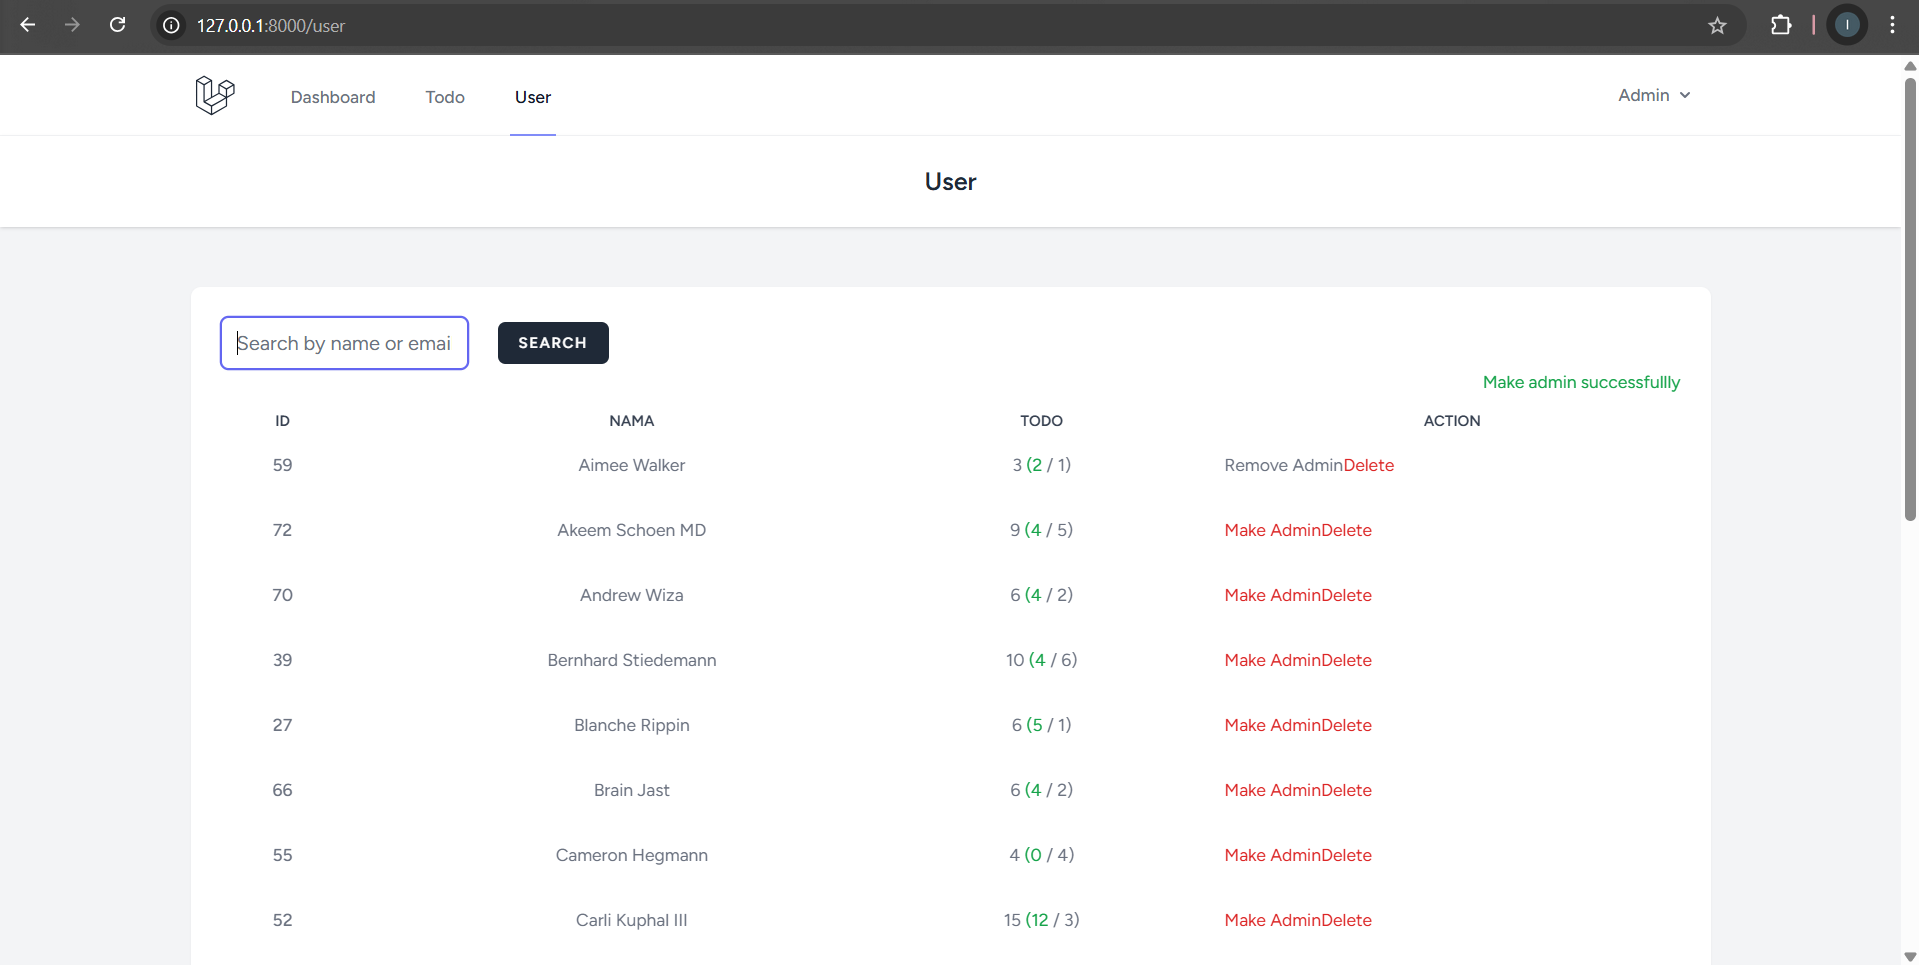 127.0.0.1:8000/user
I
Dashboard Todo User Admin
User
Search by name or emai SEARCH
Make admin successfullly
ID NAMA TODO ACTION
59 Aimee Walker 3 (2 / 1) Remove AdminDelete
72 Akeem Schoen MD 9 (4 / 5) Make AdminDelete
70 Andrew Wiza 6 (4 / 2) Make AdminDelete
39 Bernhard Stiedemann 10 (4 / 6) Make AdminDelete
27 Blanche Rippin 6 (5 / 1) Make AdminDelete
66 Brain Jast 6 (4 / 2) Make AdminDelete
55 Cameron Hegmann 4 (0 / 4) Make AdminDelete
52 Carli Kuphal III 15 (12 / 3) Make AdminDelete